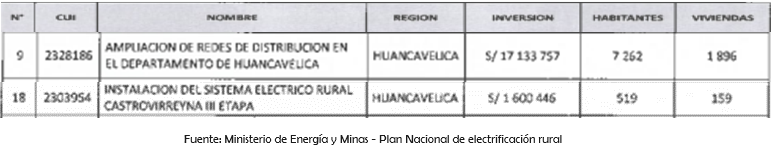 N° CUI NOMBRE REGION INVERSION HABITANTES VIVIENDAS
9 2328186 AMPLIACION DE REDES DE DISTRIBUCION EN EL DEPARTAMENTO DE HUANCAVELICA HUANCAVELICA S/ 17 133 757 7 262 1 896
18 2303954 INSTALACION DEL SISTEMA ELECTRICO RURAL CASTROVIRREYNA III ETAPA HUANCAVELICA S/ 1 600 446 519 159
Fuente: Ministerio de Energía y Minas - Plan Nacional de electrificación rural